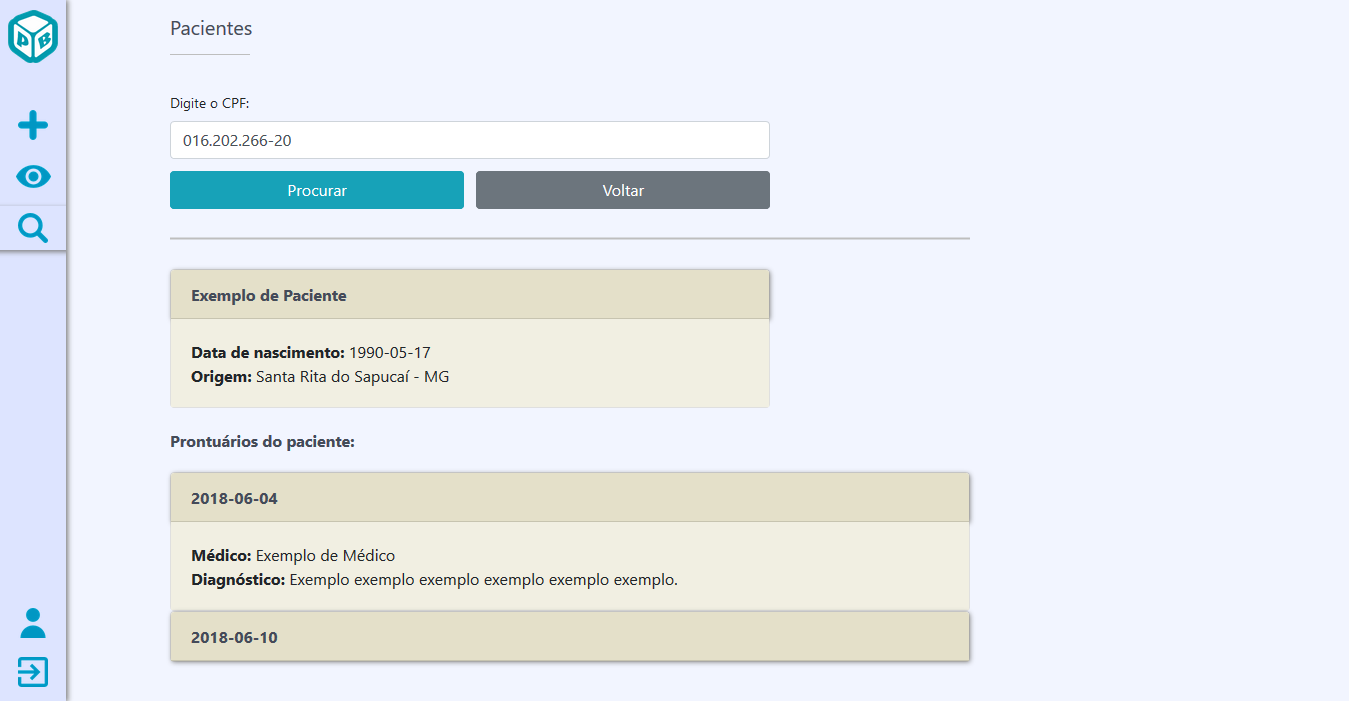 Pacientes
Digite o CPF:
016.202.266-20
Procurar
Voltar
Exemplo de Paciente
Data de nascimento: 1990-05-17
Origem: Santa Rita do Sapucaí - MG
Prontuários do paciente:
2018-06-04
Médico: Exemplo de Médico
Diagnóstico: Exemplo exemplo exemplo exemplo exemplo exemplo.
2018-06-10